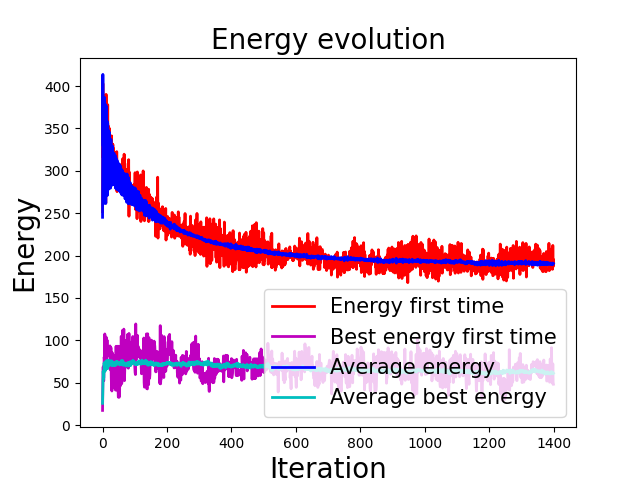 Energy evolution
Energy
400
350
300
250
200
150
100
50
0
Energy first time
Best energy first time
Average energy
Average best energy
0 200 400 600 800 1000 1200 1400
Iteration